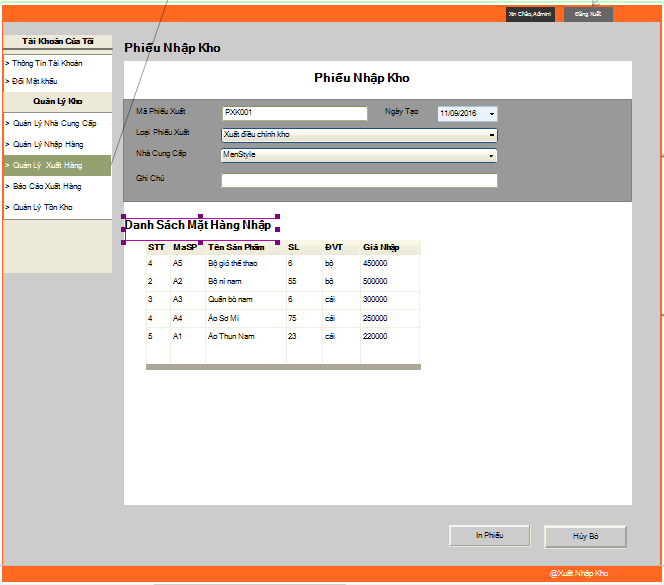 Xin Chào,Admin! Đăng Xuất
Tài Khoản Của Tôi
> Thông Tin Tài Khoản
> Đổi Mật khẩu
Quản Lý Kho
> Quản Lý Nhà Cung Cấp
> Quản Lý Nhập Hàng
> Quản Lý Xuất Hàng
> Báo Cáo Xuất Hàng
> Quản Lý Tồn Kho
Phiếu Nhập Kho
Phiếu Nhập Kho
Mã Phiếu Xuất PXK001 Ngày Tạo 11/09/2016
Loại Phiếu Xuất Xuất điều chỉnh kho
Nhà Cung Cấp MenStyle
Ghi Chú
Danh Sách Mặt Hàng Nhập
STT MaSP Tên Sản Phẩm SL ĐVT Giá Nhập
4 A5 Bộ gió thể thao 6 bộ 450000
2 A2 Bộ nỉ nam 55 bộ 500000
3 A3 Quần bò nam 6 cái 300000
4 A4 Áo Sơ Mi 75 cái 250000
5 A1 Áo Thun Nam 23 cái 220000
In Phiếu Hủy Bỏ
@Xuất Nhập Kho